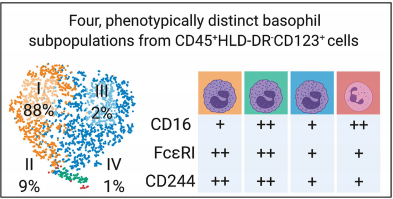 Four, phenotypically distinct basophil
subpopulations from CD45⁺HLD-DR⁻CD123⁺ cells
I
88%
III
2%
II
9%
IV
1%
CD16 + ++ + ++
FcεRI ++ ++ + +
CD244 ++ ++ + +